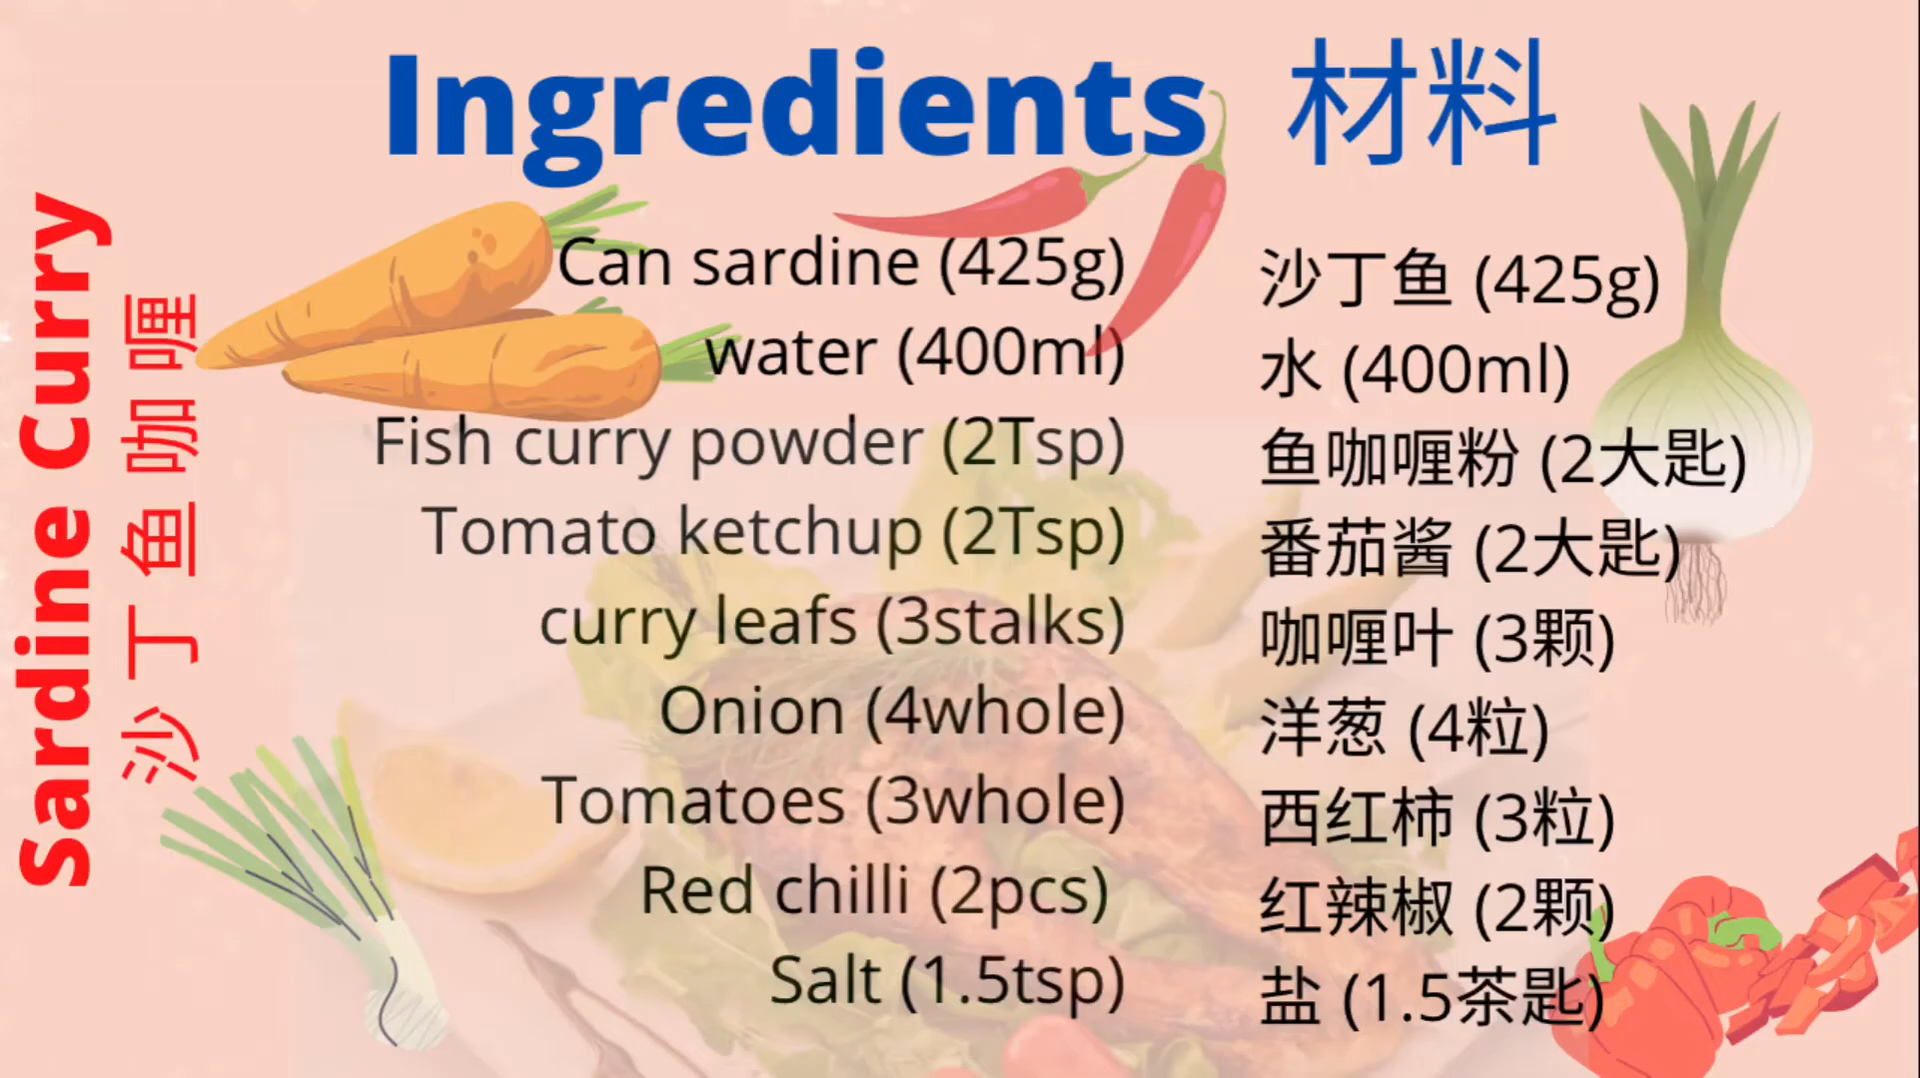 Ingredients 材料
Sardine Curry
沙丁鱼咖喱
Can sardine (425g)
water (400ml)
Fish curry powder (2Tsp)
Tomato ketchup (2Tsp)
curry leafs (3stalks)
Onion (4whole)
Tomatoes (3whole)
Red chilli (2pcs)
Salt (1.5tsp)
沙丁鱼 (425g)
水 (400ml)
鱼咖喱粉 (2大匙)
番茄酱 (2大匙)
咖喱叶 (3颗)
洋葱 (4粒)
西红柿 (3粒)
红辣椒 (2颗)
盐 (1.5茶匙)